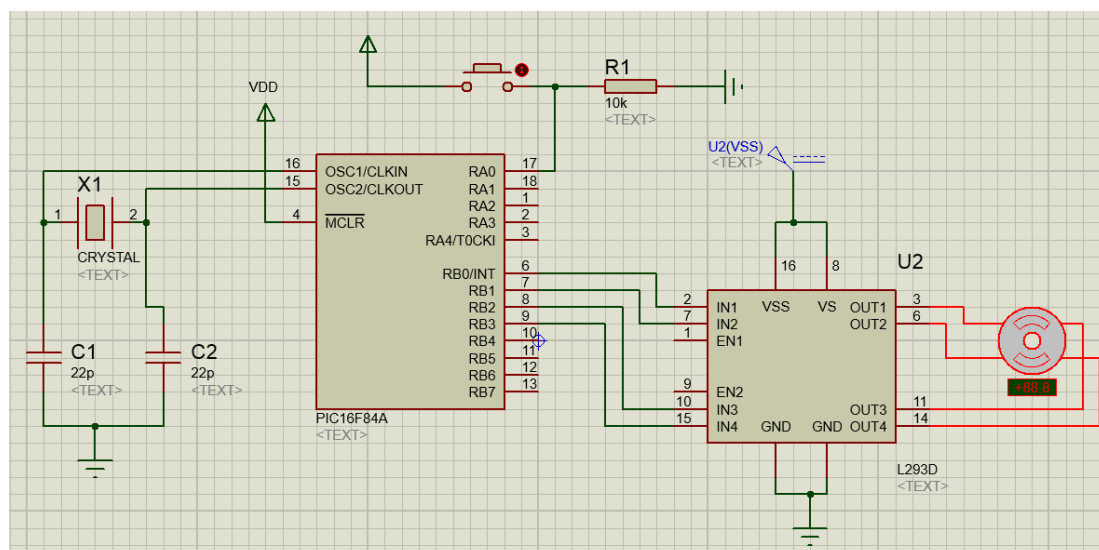 VDD
R1
10k
<TEXT>
U2(VSS)
<TEXT>
X1
1
2
CRYSTAL
<TEXT>
C1
22p
<TEXT>
C2
22p
<TEXT>
16
15
4
OSC1/CLKIN
OSC2/CLKOUT
MCLR
RA0
RA1
RA2
RA3
RA4/T0CKI
RB0/INT
RB1
RB2
RB3
RB4
RB5
RB6
RB7
17
18
1
2
3
6
7
8
9
10
11
12
13
PIC16F84A
<TEXT>
U2
16
8
2
7
1
9
10
15
IN1
IN2
EN1
EN2
IN3
IN4
VSS
VS
OUT1
OUT2
OUT3
GND
GND
OUT4
3
6
11
14
L293D
<TEXT>
+88.8